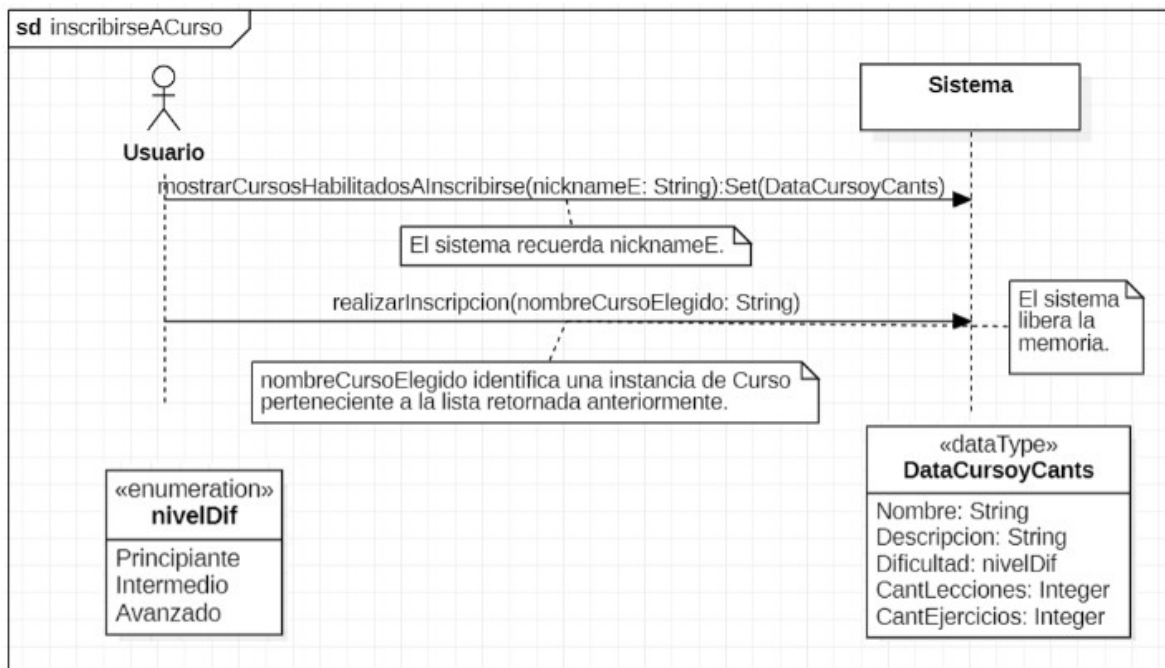 sd inscribirseACurso
Sistema
Usuario
mostrarCursosHabilitadosAInscribirse(nicknameE: String):Set(DataCursoyCants)
El sistema recuerda nicknameE.
realizarInscripcion(nombreCursoElegido: String)
El sistema
libera la
memoria.
nombreCursoElegido identifica una instancia de Curso
perteneciente a la lista retornada anteriormente.
«enumeration»
nivelDif
Principiante
Intermedio
Avanzado
«dataType»
DataCursoyCants
Nombre: String
Descripcion: String
Dificultad: nivelDif
CantLecciones: Integer
CantEjercicios: Integer